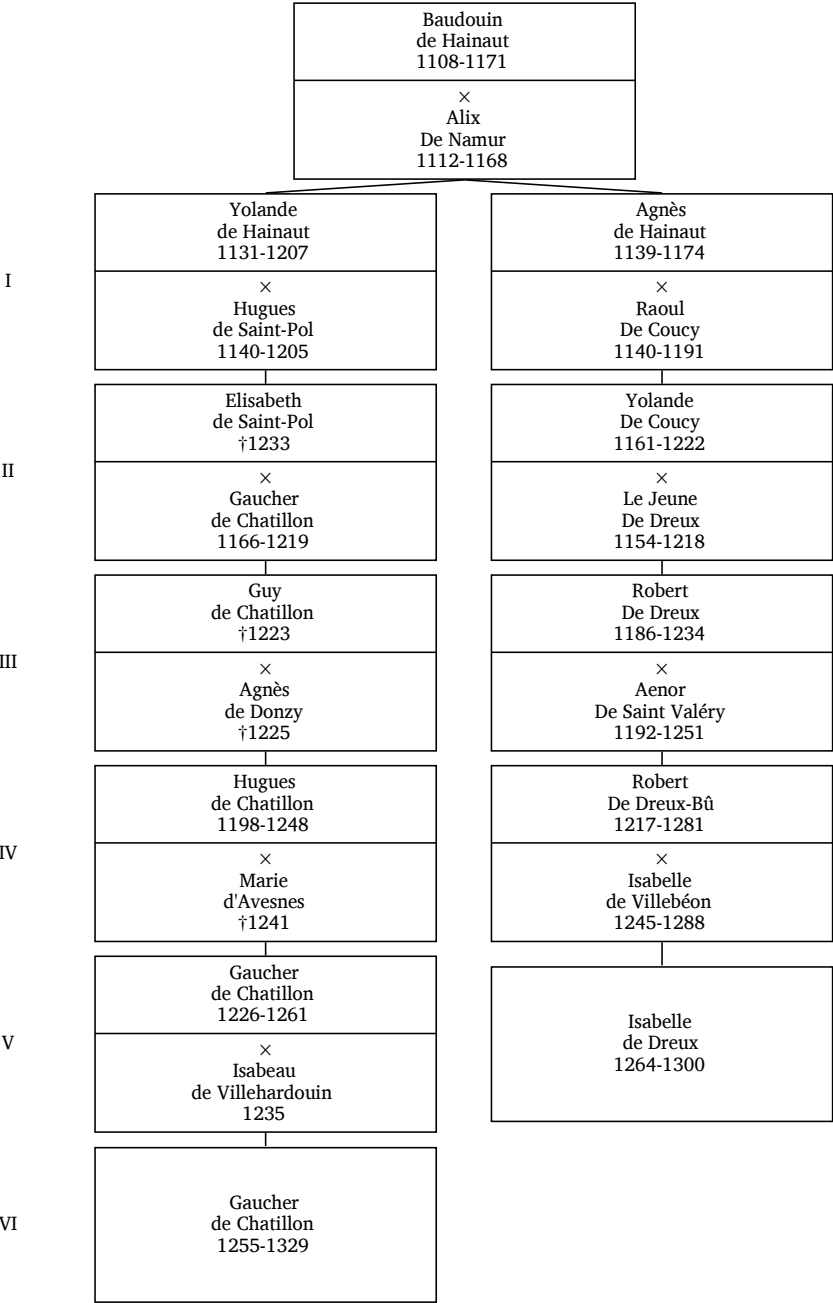 Baudouin
de Hainaut
1108-1171
×
Alix
De Namur
1112-1168
I
Yolande
de Hainaut
1131-1207
×
Hugues
de Saint-Pol
1140-1205
Agnès
de Hainaut
1139-1174
×
Raoul
De Coucy
1140-1191
II
Elisabeth
de Saint-Pol
†1233
×
Gaucher
de Chatillon
1166-1219
Yolande
De Coucy
1161-1222
×
Le Jeune
De Dreux
1154-1218
III
Guy
de Chatillon
†1223
×
Agnès
de Donzy
†1225
Robert
De Dreux
1186-1234
×
Aenor
De Saint Valéry
1192-1251
IV
Hugues
de Chatillon
1198-1248
×
Marie
d'Avesnes
†1241
Robert
De Dreux-Bû
1217-1281
×
Isabelle
de Villebéon
1245-1288
V
Gaucher
de Chatillon
1226-1261
×
Isabeau
de Villehardouin
1235
Isabelle
de Dreux
1264-1300
VI
Gaucher
de Chatillon
1255-1329